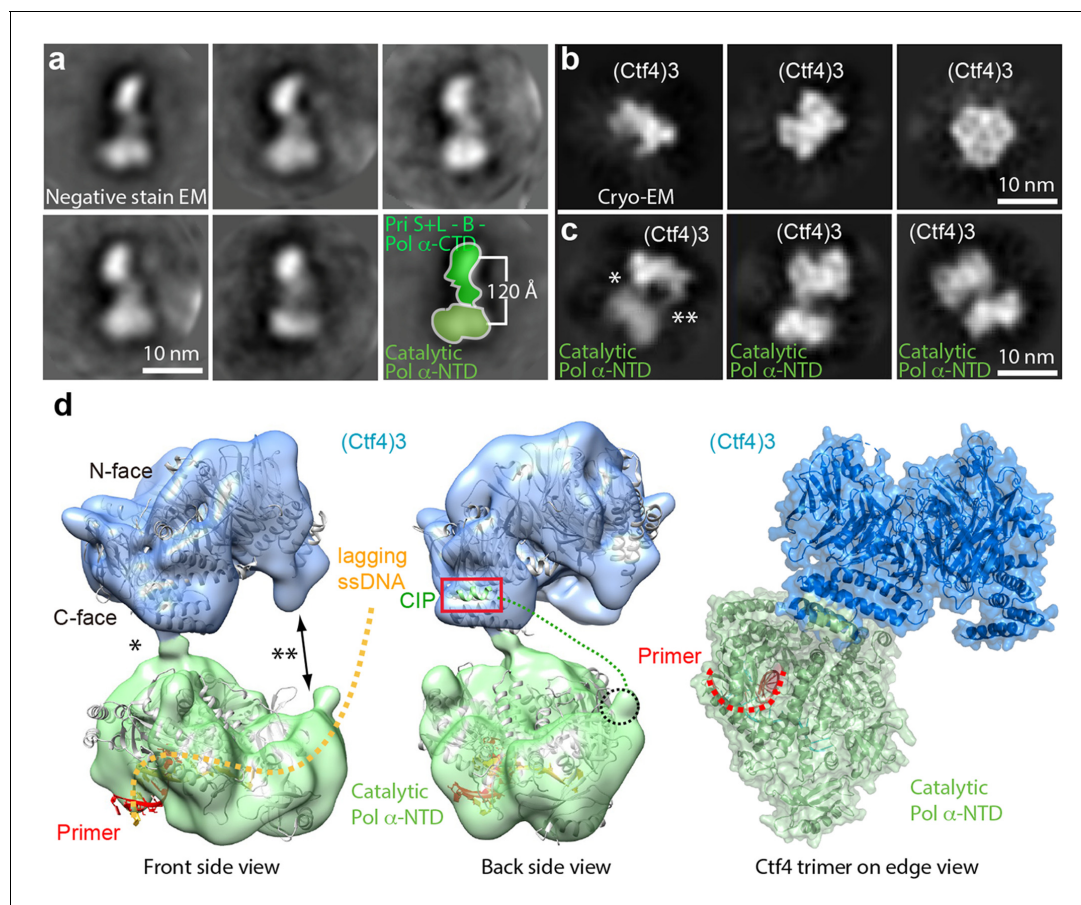 a
Negative stain EM
10 nm
Pri S+L - B -
Pol α-CTD
120 Å
Catalytic
Pol α-NTD
b
(Ctf4)3
(Ctf4)3
(Ctf4)3
Cryo-EM
10 nm
c
(Ctf4)3
(Ctf4)3
(Ctf4)3
*
**
Catalytic
Pol α-NTD
Catalytic
Pol α-NTD
Catalytic
Pol α-NTD
10 nm
d
N-face
(Ctf4)3
(Ctf4)3
lagging
ssDNA
C-face
CIP
*
**
Primer
Primer
Catalytic
Pol α-NTD
Catalytic
Pol α-NTD
Front side view
Back side view
Ctf4 trimer on edge view